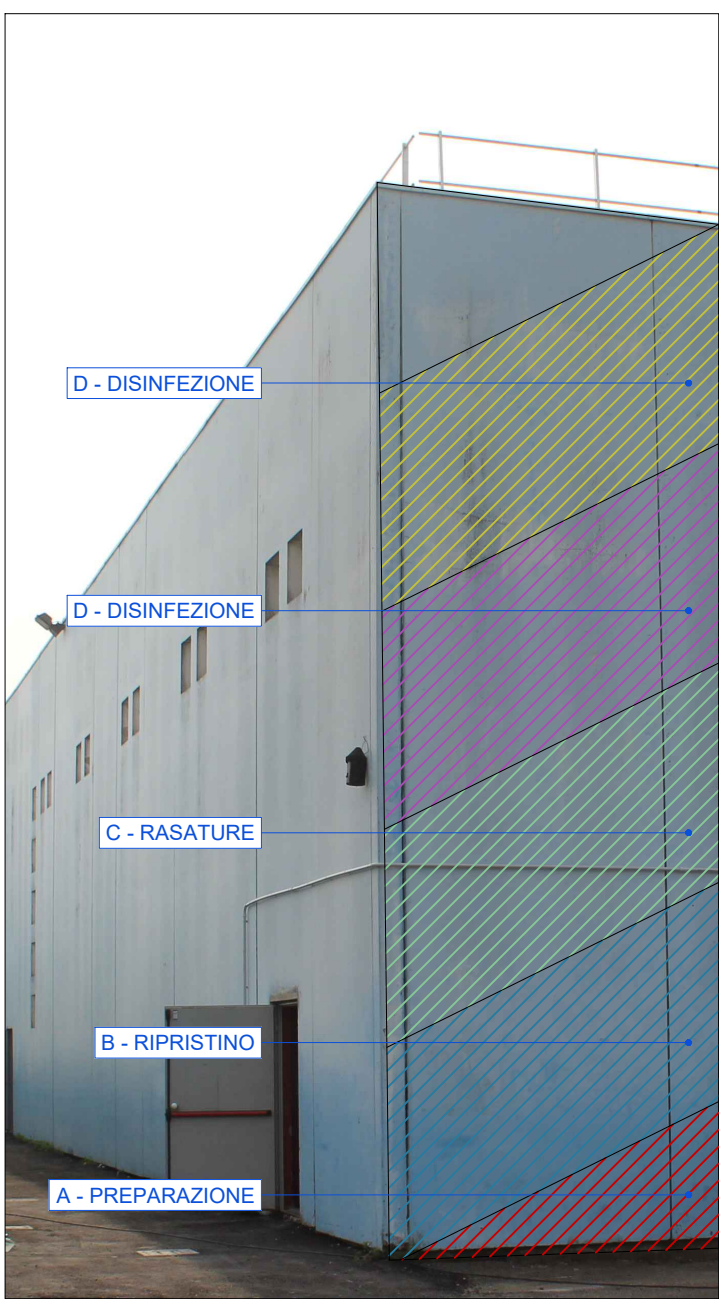 D - DISINFEZIONE
D - DISINFEZIONE
C - RASATURE
B - RIPRISTINO
A - PREPARAZIONE